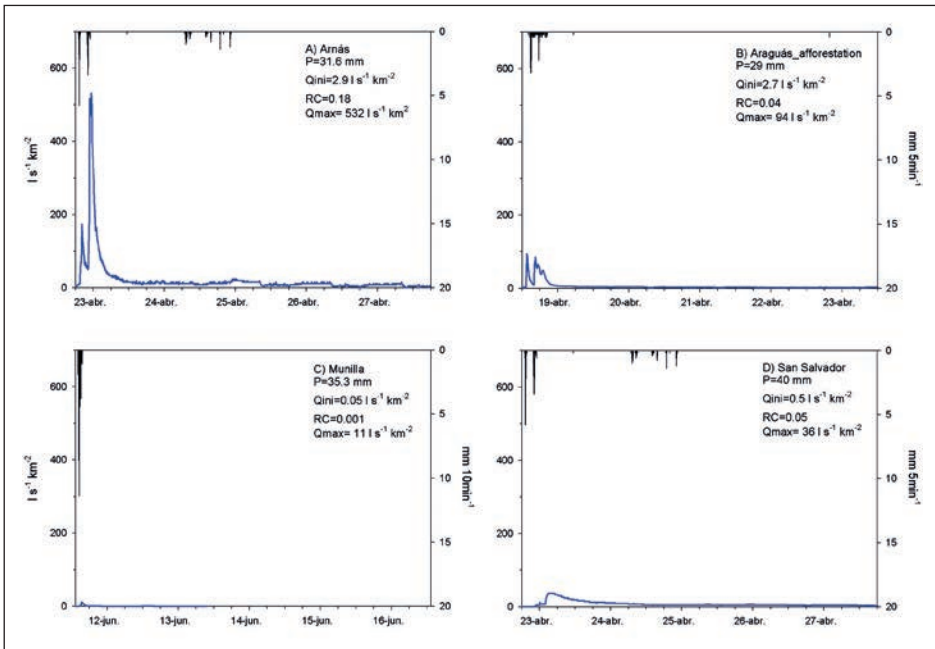 A) Arnás
P=31.6 mm
Qini=2.9 l s⁻¹ km⁻²
RC=0.18
Qmax= 532 l s⁻¹ km²
600
400
200
0
l s⁻¹ km⁻²
0
5
10
15
20
23-abr. 24-abr. 25-abr. 26-abr. 27-abr.
B) Araguás_afforestation
P=29 mm
Qini=2.7 l s⁻¹ km⁻²
RC=0.04
Qmax= 94 l s⁻¹ km⁻²
600
400
200
0
0
5
10
15
20
mm 5min⁻¹
19-abr. 20-abr. 21-abr. 22-abr. 23-abr.
C) Munilla
P=35.3 mm
Qini=0.05 l s⁻¹ km⁻²
RC=0.001
Qmax= 11 l s⁻¹ km⁻²
600
400
200
0
l s⁻¹ km⁻²
0
5
10
15
20
mm 10min⁻¹
12-jun. 13-jun. 14-jun. 15-jun. 16-jun.
D) San Salvador
P=40 mm
Qini=0.5 l s⁻¹ km⁻²
RC=0.05
Qmax= 36 l s⁻¹ km⁻²
600
400
200
0
0
5
10
15
20
mm 5min⁻¹
23-abr. 24-abr. 25-abr. 26-abr. 27-abr.